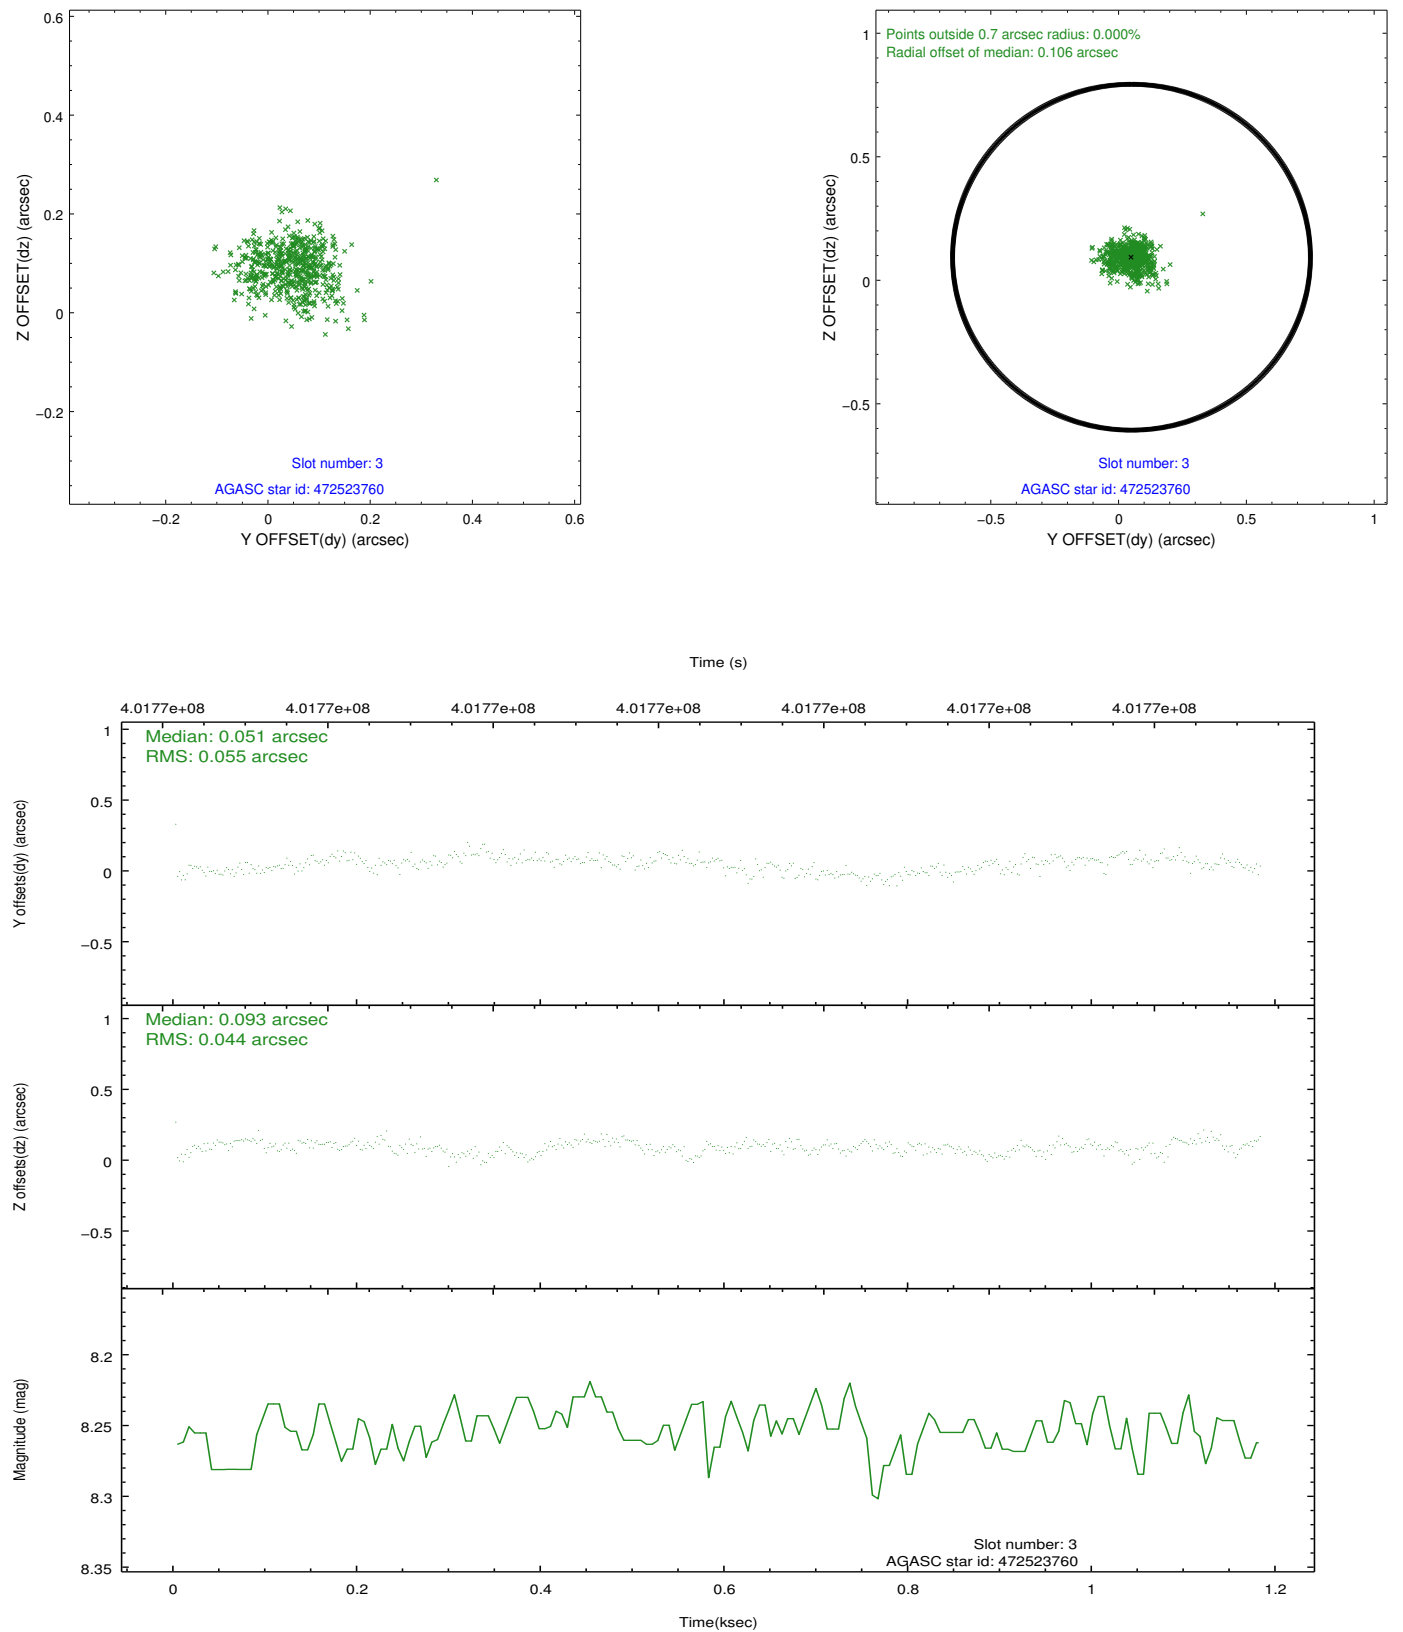 0.6
0.4
0.2
0
−0.2
Z OFFSET(dz) (arcsec)
Slot number: 3
AGASC star id: 472523760
−0.2 0 0.2 0.4 0.6
Y OFFSET(dy) (arcsec)
Points outside 0.7 arcsec radius: 0.000%
Radial offset of median: 0.106 arcsec
1
0.5
0
−0.5
Z OFFSET(dz) (arcsec)
Slot number: 3
AGASC star id: 472523760
−0.5 0 0.5 1
Y OFFSET(dy) (arcsec)
Time (s)
4.0177e+08 4.0177e+08 4.0177e+08 4.0177e+08 4.0177e+08 4.0177e+08 4.0177e+08
Median: 0.051 arcsec
RMS: 0.055 arcsec
1
0.5
0
−0.5
Y offsets(dy) (arcsec)
Median: 0.093 arcsec
RMS: 0.044 arcsec
1
0.5
0
−0.5
Z offsets(dz) (arcsec)
8.2
8.25
8.3
8.35
Magnitude (mag)
Slot number: 3
AGASC star id: 472523760
0 0.2 0.4 0.6 0.8 1 1.2
Time(ksec)